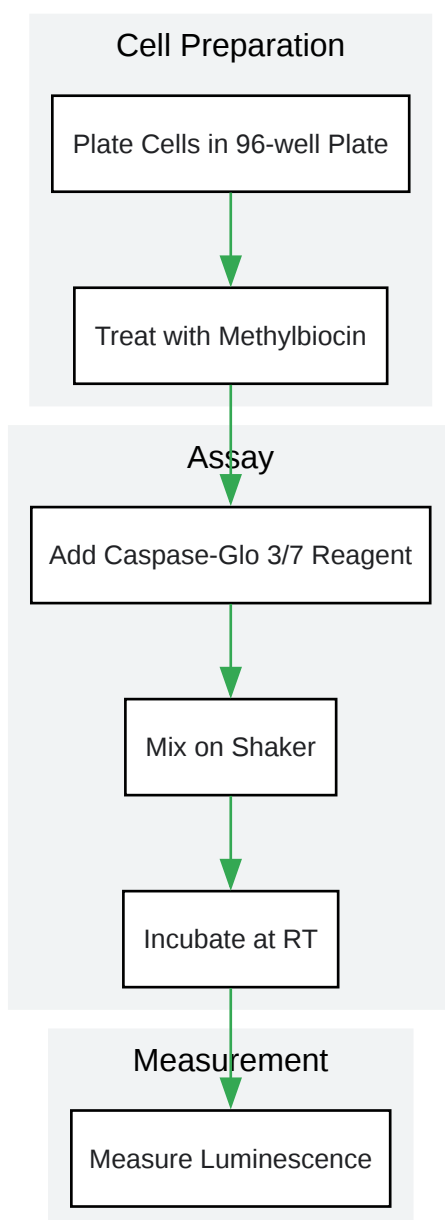 Cell Preparation
Plate Cells in 96-well Plate
Treat with Methylbiocin
Assay
Add Caspase-Glo 3/7 Reagent
Mix on Shaker
Incubate at RT
Measurement
Measure Luminescence